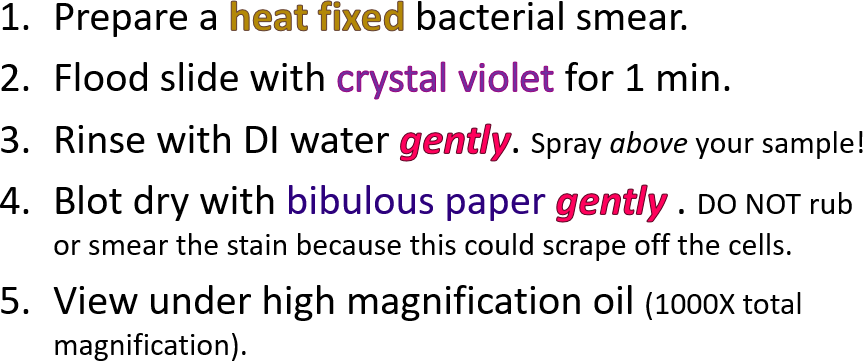 1. Prepare a heat fixed bacterial smear.
2. Flood slide with crystal violet for 1 min.
3. Rinse with DI water gently. Spray above your sample!
4. Blot dry with bibulous paper gently . DO NOT rub
or smear the stain because this could scrape off the cells.
5. View under high magnification oil (1000X total
magnification).